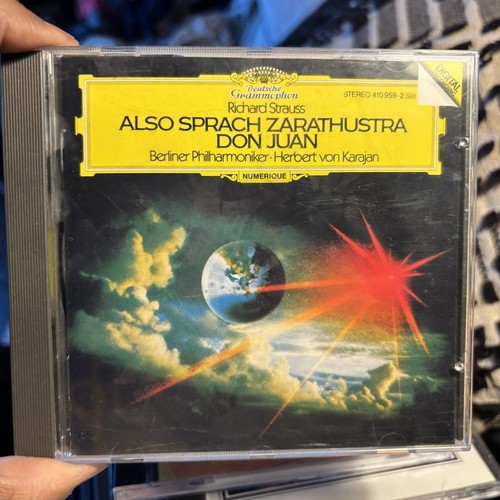 Deutsche
Grammophon
STEREO 410 959-2
DIGITAL
Richard Strauss
ALSO SPRACH ZARATHUSTRA
DON JUAN
Berliner Philharmoniker · Herbert von Karajan
NUMERIQUE